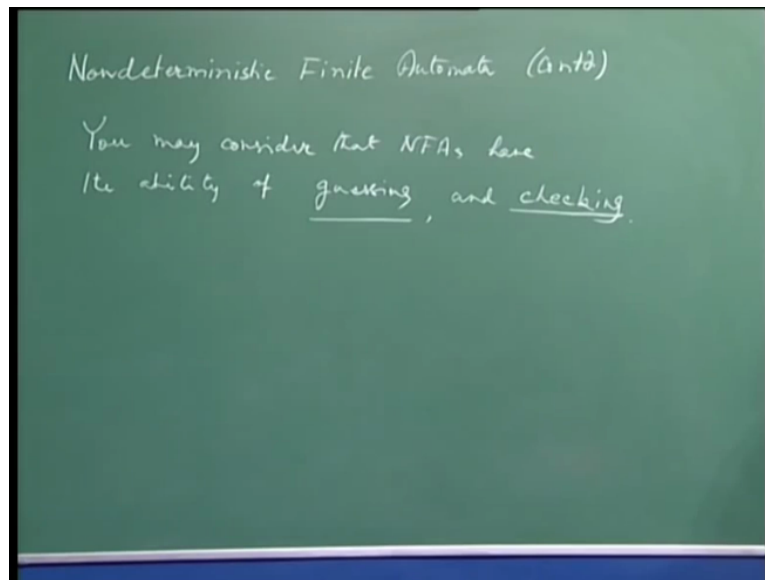 Nondeterministic Finite Automata (Contd)
You may consider that NFAs have
the ability of guessing, and checking.